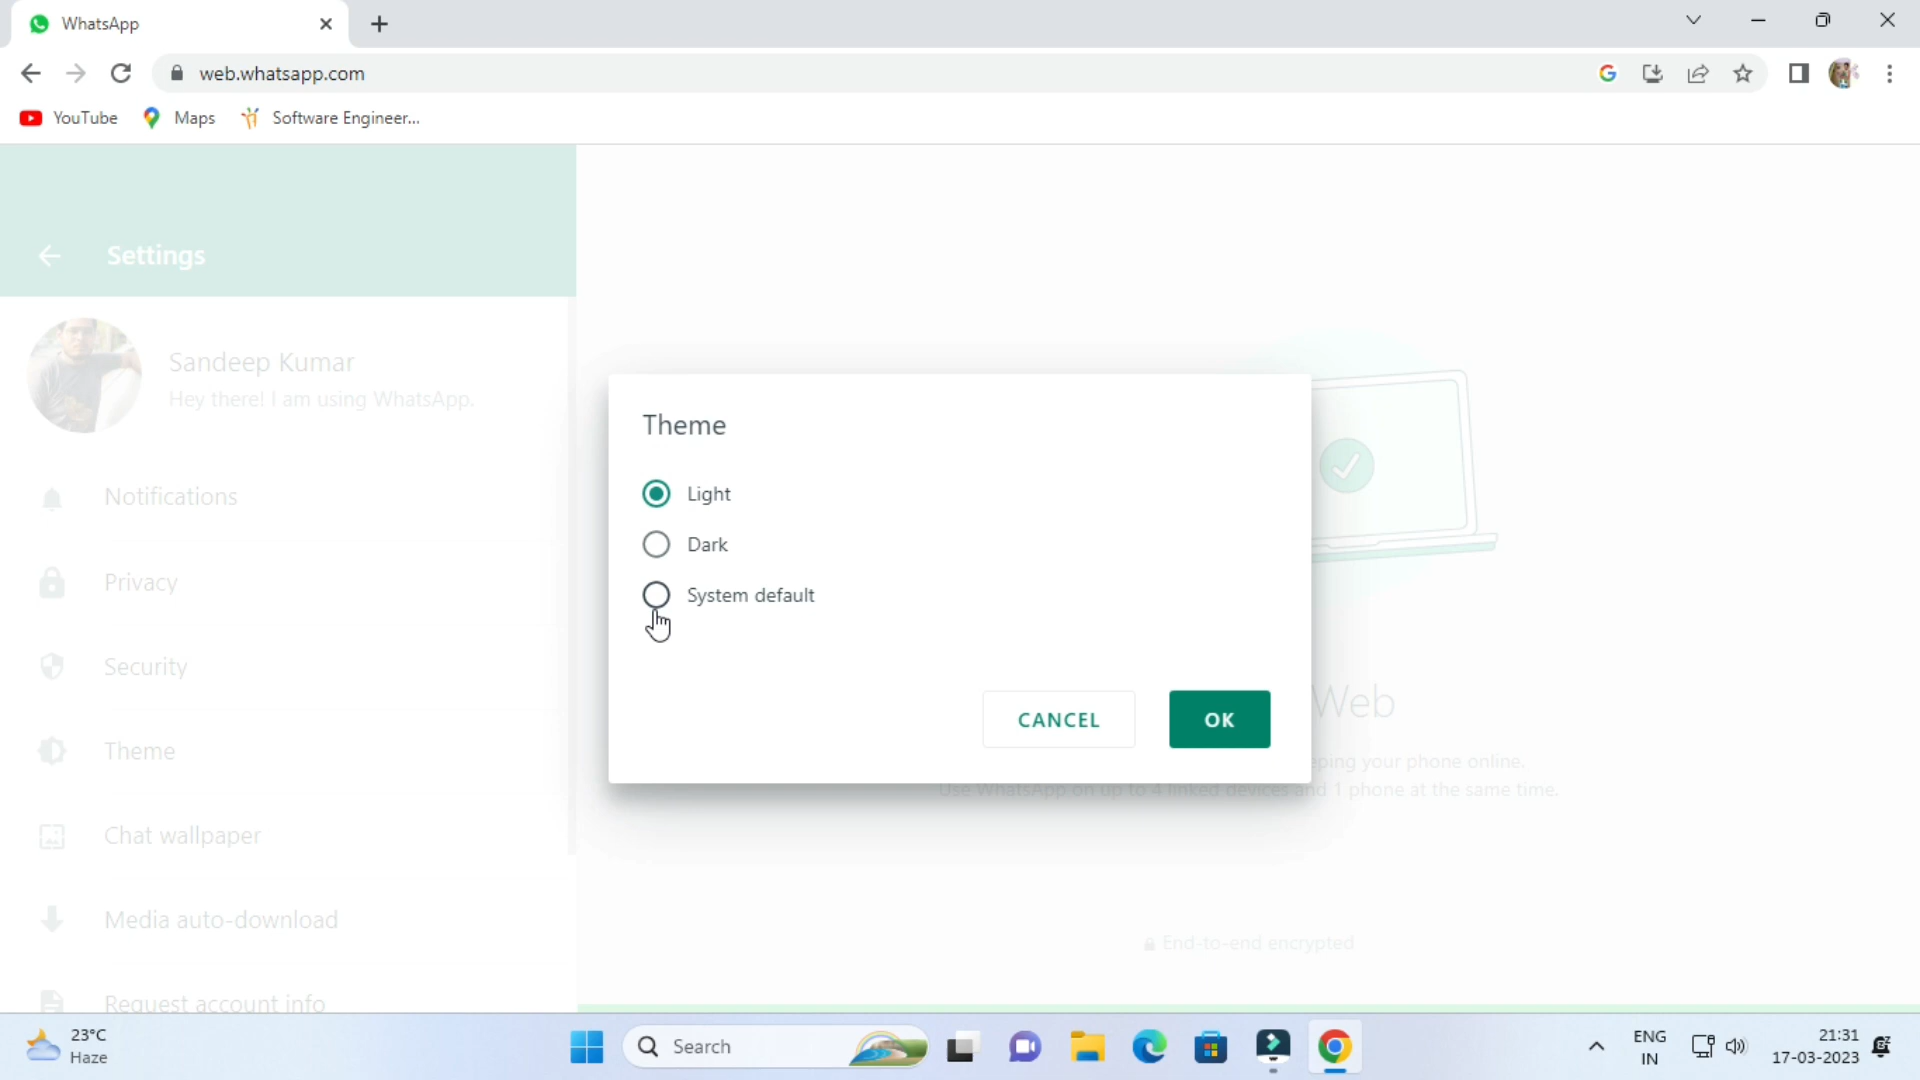 WhatsApp
web.whatsapp.com
YouTube
Maps
Software Engineer...
Settings
Sandeep Kumar
Hey there! I am using WhatsApp.
Notifications
Privacy
Security
Theme
Chat wallpaper
Media auto-download
Request account info
Theme
Light
Dark
System default
CANCEL
OK
Web
ping your phone online.
Use WhatsApp on up to 4 linked devices and 1 phone at the same time.
End-to-end encrypted
23°C
Haze
Search
ENG
IN
21:31
17-03-2023